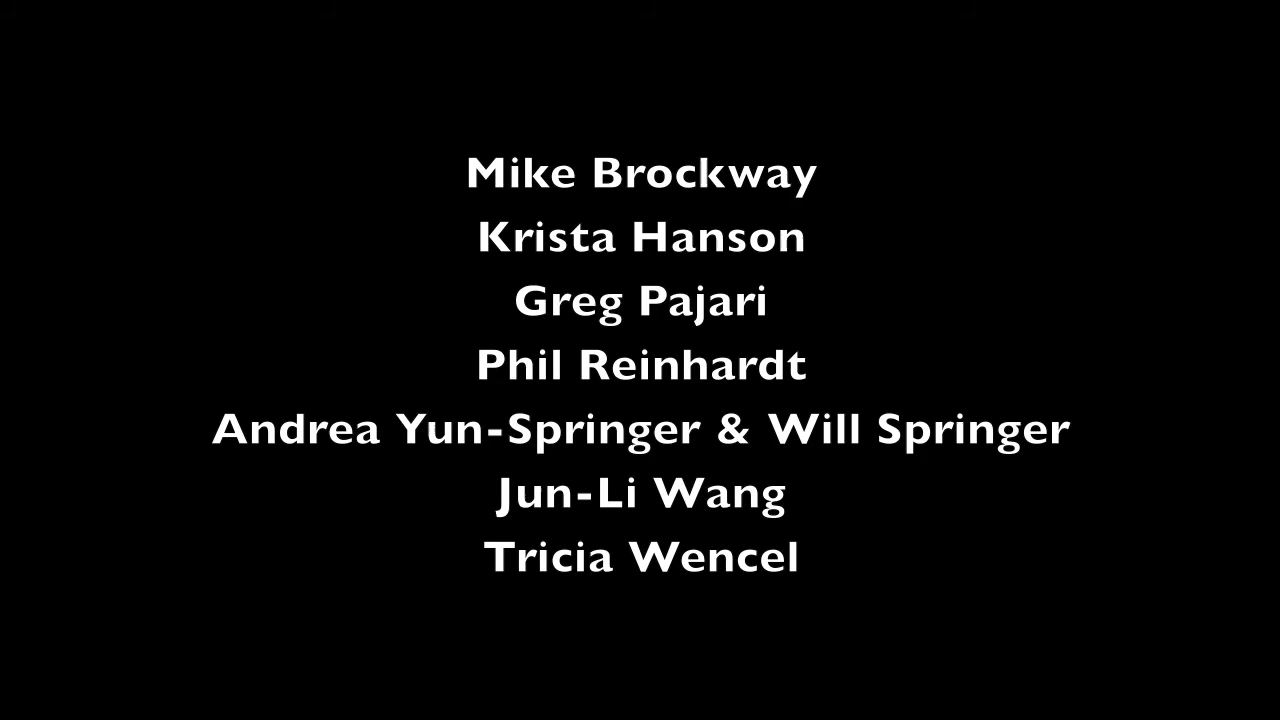 Mike Brockway
Krista Hanson
Greg Pajari
Phil Reinhardt
Andrea Yun-Springer & Will Springer
Jun-Li Wang
Tricia Wencel